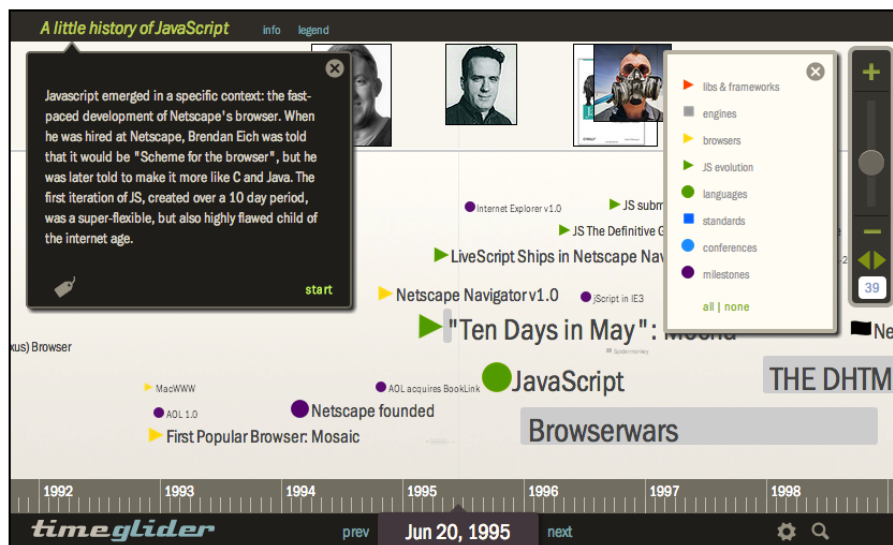 A little history of JavaScript
info
legend
Javascript emerged in a specific context: the fast-
paced development of Netscape's browser. When
he was hired at Netscape, Brendan Eich was told
that it would be "Scheme for the browser", but he
was later told to make it more like C and Java. The
first iteration of JS, created over a 10 day period,
was a super-flexible, but also highly flawed child of
the internet age.
start
libs & frameworks
engines
browsers
JS evolution
languages
standards
conferences
milestones
all | none
39
Internet Explorer v1.0
JS subm
JS The Definitive G
LiveScript Ships in Netscape Nav
Netscape Navigator v1.0
jScript in IE3
"Ten Days in May": Mocha
Ne
xus) Browser
Spidermonkey
MacWWW
AOL acquires BookLink
JavaScript
THE DHTM
AOL 1.0
Netscape founded
First Popular Browser: Mosaic
Browserwars
1992
1993
1994
1995
1996
1997
1998
timeglider
prev
Jun 20, 1995
next